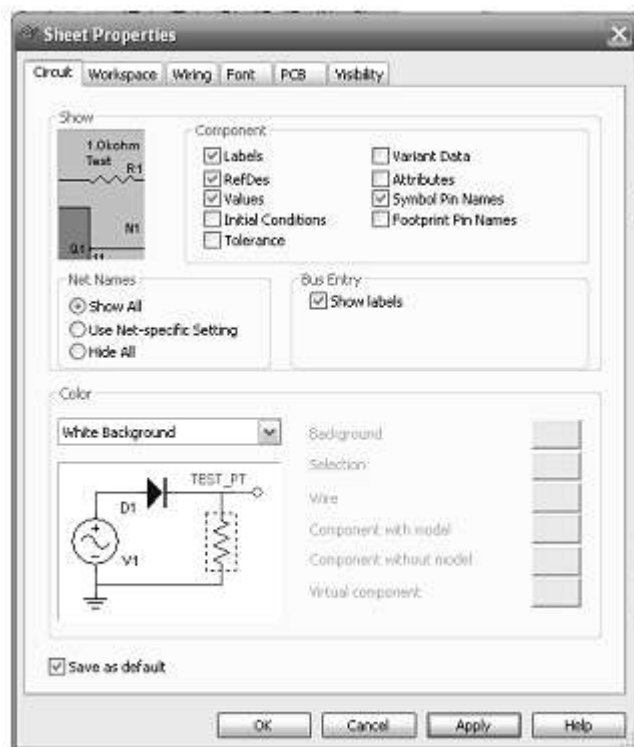 Sheet Properties
Circuit Workspace Wiring Font PCB Visibility
Show
1.0kohm
Test
R1
N1
Component
Labels
RefDes
Values
Initial Conditions
Tolerance
Variant Data
Attributes
Symbol Pin Names
Footprint Pin Names
Net Names
Show All
Use Net-specific Setting
Hide All
Bus Entry
Show labels
Color
White Background
TEST_PT
D1
V1
Background
Selection
Wire
Component with model
Component without model
Virtual component
Save as default
OK Cancel Apply Help